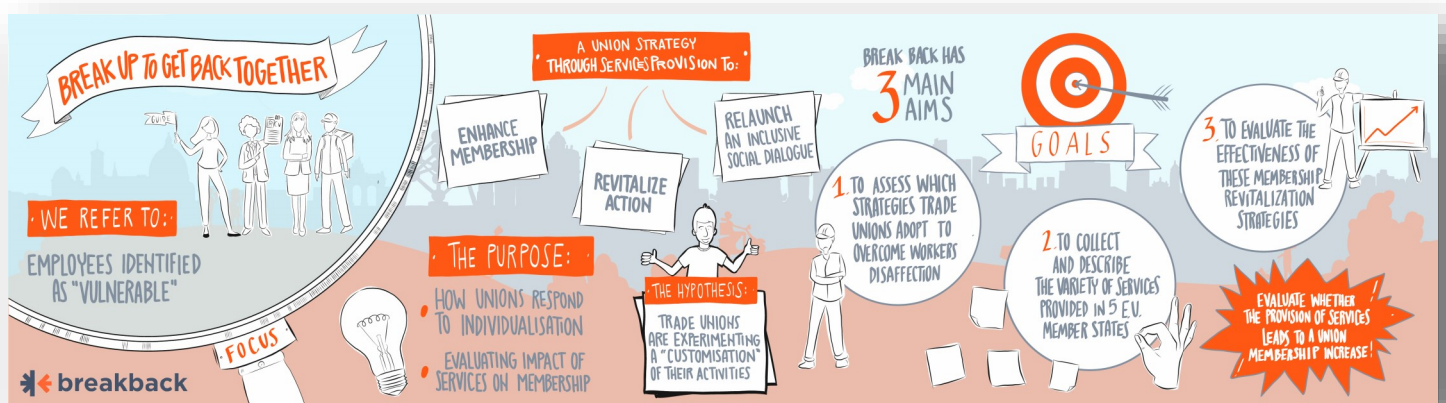 BREAK UP TO GET BACK TOGETHER
GUIDE
· WE REFER TO: ·
EMPLOYEES IDENTIFIED
AS "VULNERABLE"
FOCUS
breakback
A UNION STRATEGY
THROUGH SERVICES PROVISION TO:
ENHANCE
MEMBERSHIP
REVITALIZE
ACTION
RELAUNCH
AN INCLUSIVE
SOCIAL DIALOGUE
· THE PURPOSE: ·
• HOW UNIONS RESPOND
TO INDIVIDUALISATION
• EVALUATING IMPACT OF
SERVICES ON MEMBERSHIP
· THE HYPOTHESIS: ·
TRADE UNIONS
ARE EXPERIMENTING
A "CUSTOMISATION"
OF THEIR ACTIVITIES
BREAK BACK HAS
3 MAIN
AIMS
GOALS
1. TO ASSESS WHICH
STRATEGIES TRADE
UNIONS ADOPT TO
OVERCOME WORKERS
DISAFFECTION
2. TO COLLECT
AND DESCRIBE
THE VARIETY OF SERVICES
PROVIDED IN 5 E.U.
MEMBER STATES
3. TO EVALUATE THE
EFFECTIVENESS OF
THESE MEMBERSHIP
REVITALIZATION
STRATEGIES
EVALUATE WHETHER
THE PROVISION OF SERVICES
LEADS TO A UNION
MEMBERSHIP INCREASE!